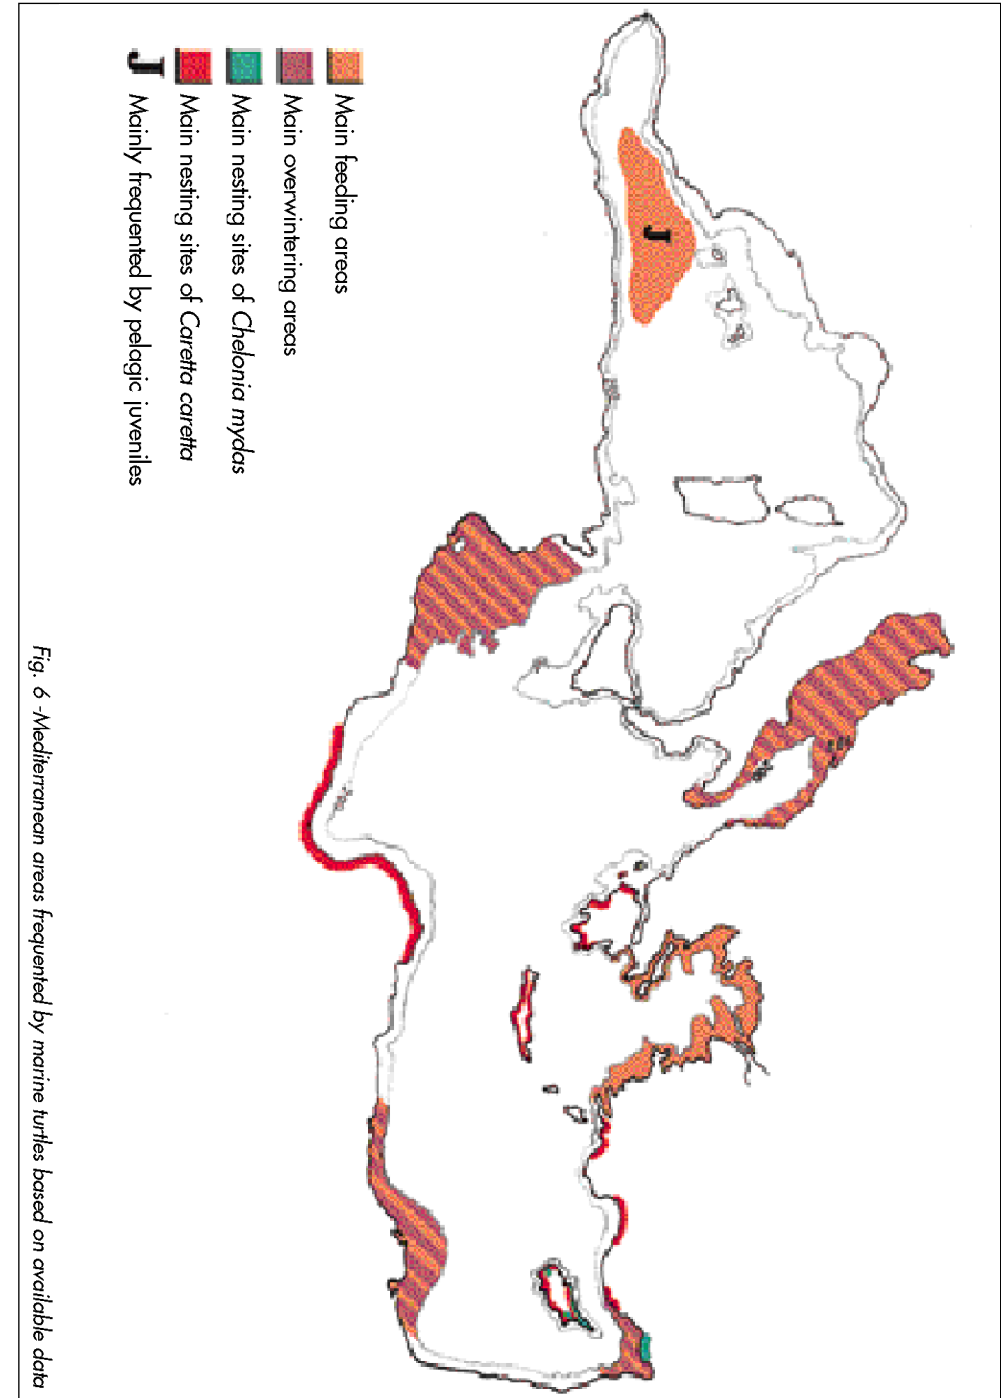 J
Main feeding areas
Main overwintering areas
Main nesting sites of Chelonia mydas
Main nesting sites of Caretta caretta
J Mainly frequented by pelagic juveniles
Fig. 6 -Mediterranean areas frequented by marine turtles based on available data